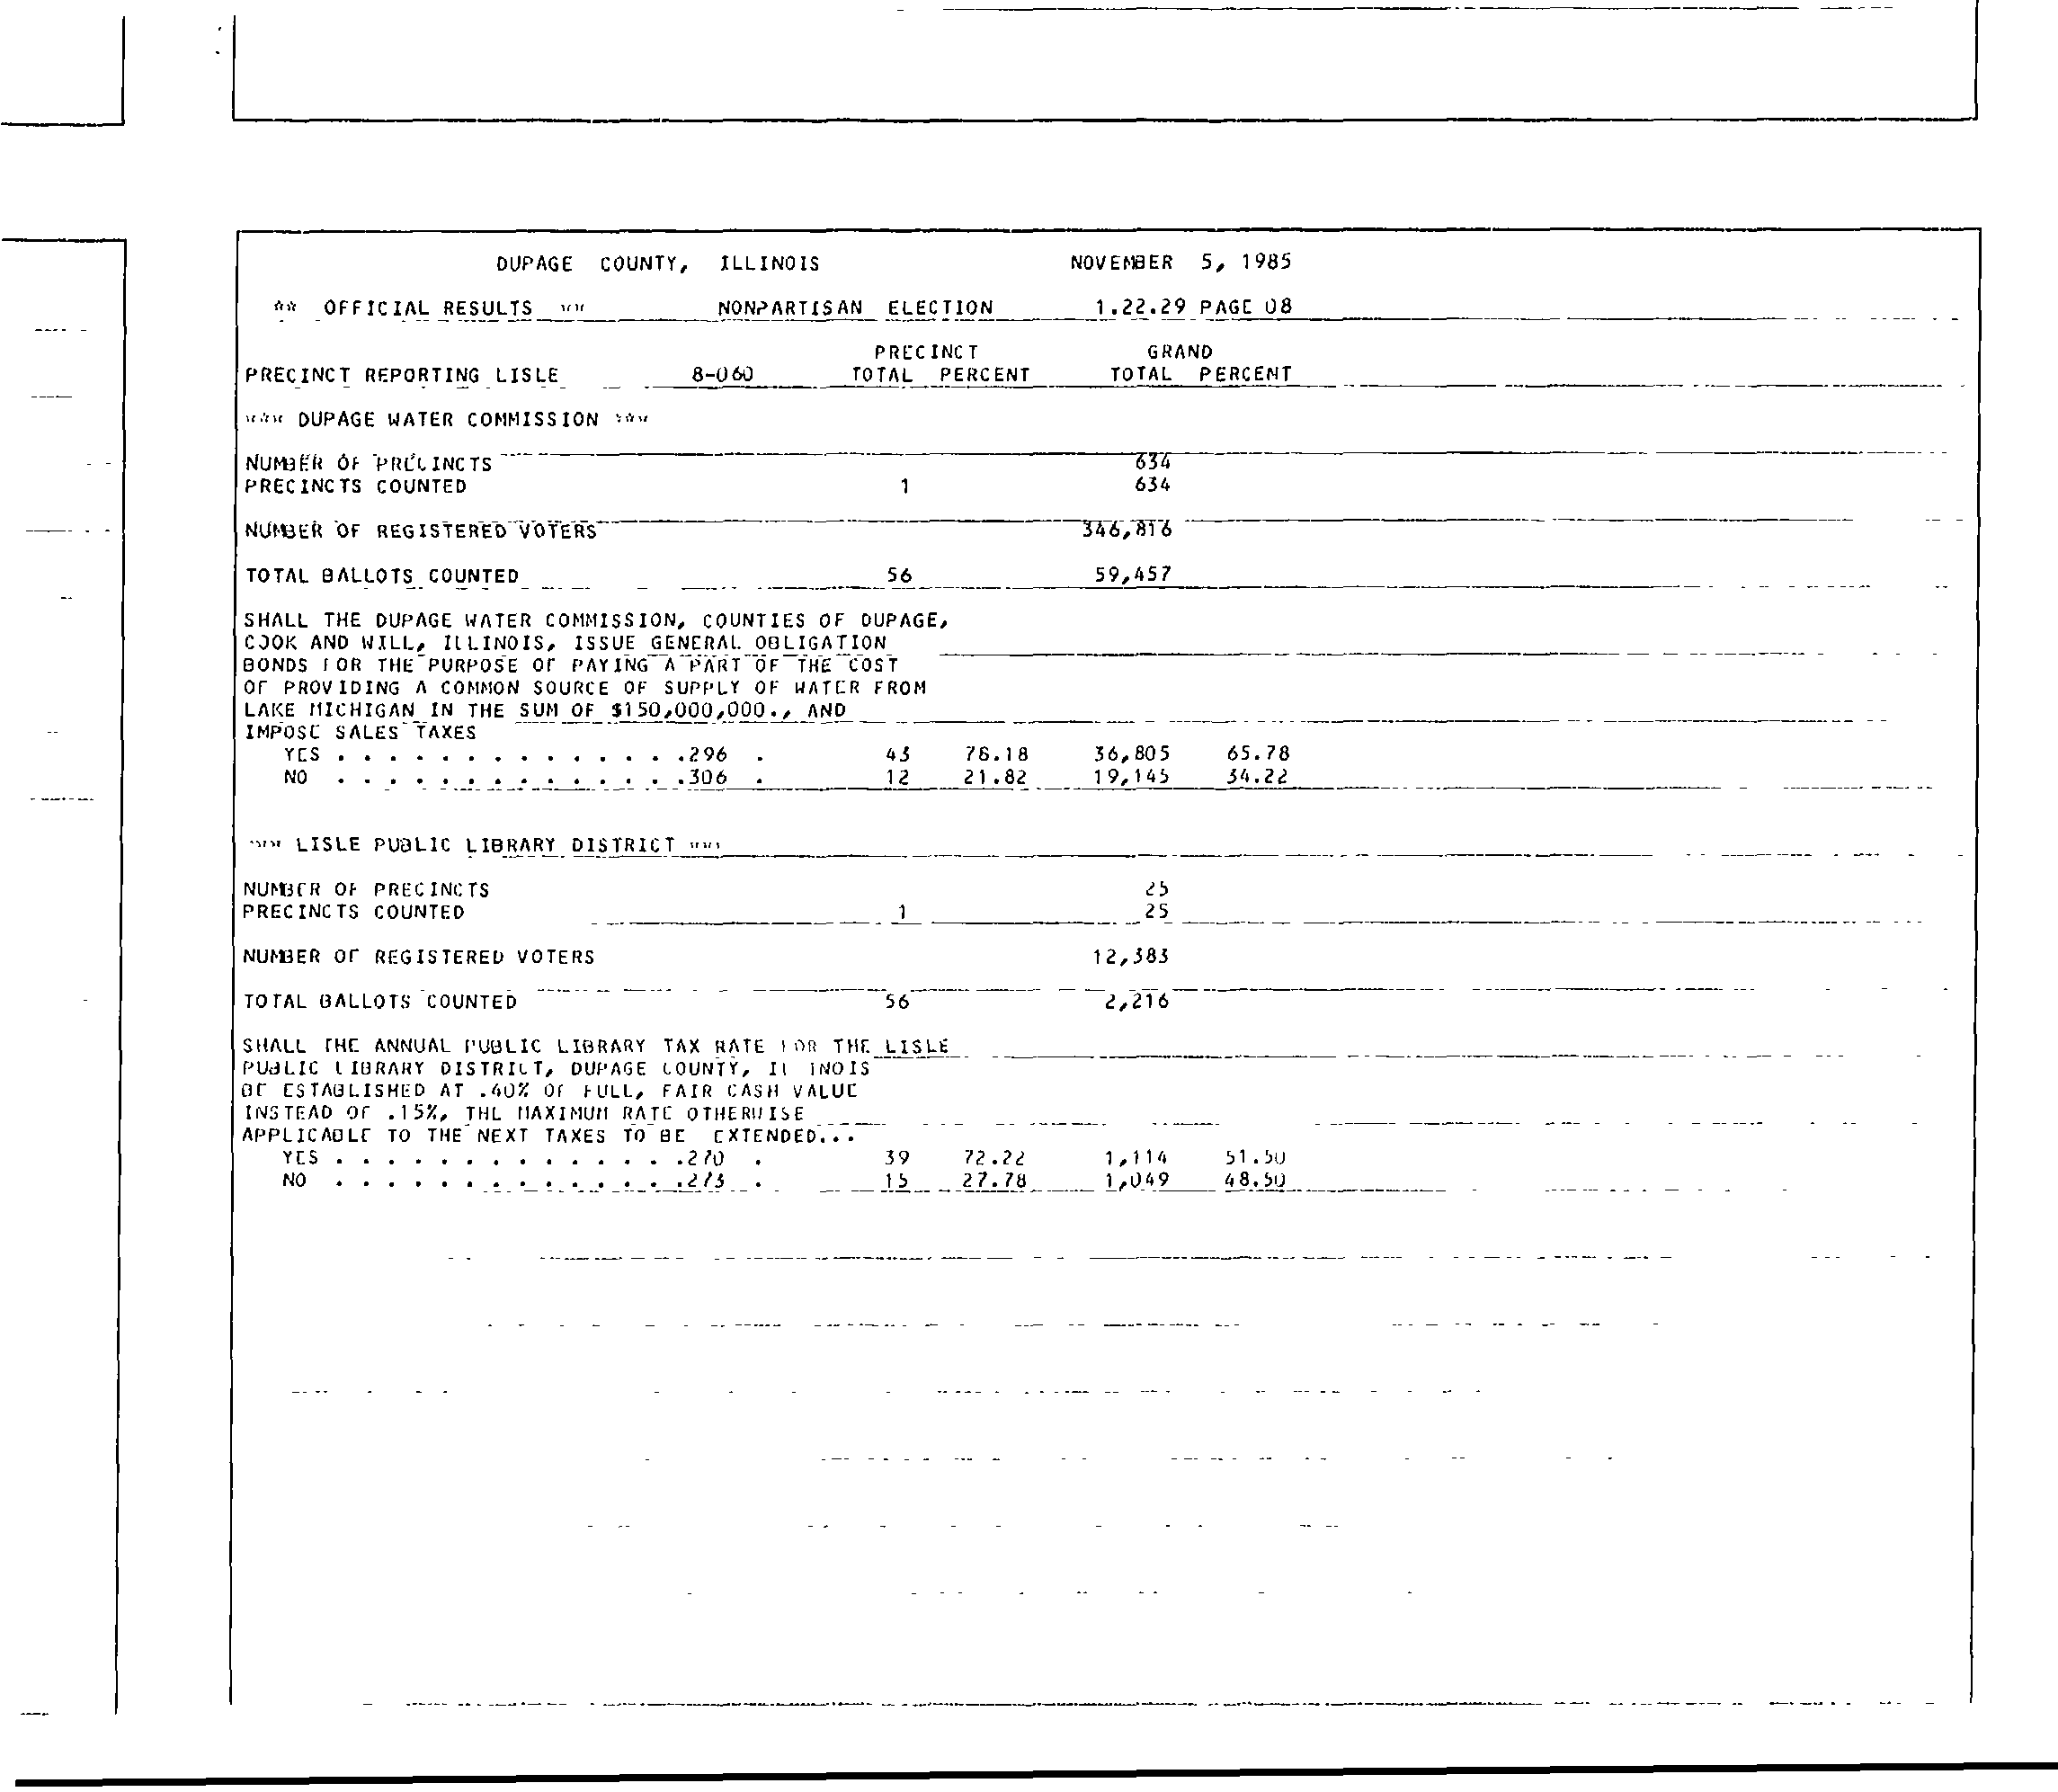 DUPAGE COUNTY, ILLINOIS NOVEMBER 5, 1985
** OFFICIAL RESULTS ** NONPARTISAN ELECTION 1.22.29 PAGE 08
PRECINCT GRAND
PRECINCT REPORTING LISLE 8-060 TOTAL PERCENT TOTAL PERCENT
*** DUPAGE WATER COMMISSION ***
NUMBER OF PRECINCTS 634
PRECINCTS COUNTED 1 634
NUMBER OF REGISTERED VOTERS 346,816
TOTAL BALLOTS COUNTED 56 59,457
SHALL THE DUPAGE WATER COMMISSION, COUNTIES OF DUPAGE,
COOK AND WILL, ILLINOIS, ISSUE GENERAL OBLIGATION
BONDS FOR THE PURPOSE OF PAYING A PART OF THE COST
OF PROVIDING A COMMON SOURCE OF SUPPLY OF WATER FROM
LAKE MICHIGAN IN THE SUM OF $150,000,000., AND
IMPOSE SALES TAXES
YES . . . . . . . . . . . . . .296 . 43 78.18 36,805 65.78
NO . . . . . . . . . . . . . .306 . 12 21.82 19,145 34.22
*** LISLE PUBLIC LIBRARY DISTRICT ***
NUMBER OF PRECINCTS 25
PRECINCTS COUNTED 1 25
NUMBER OF REGISTERED VOTERS 12,383
TOTAL BALLOTS COUNTED 56 2,216
SHALL THE ANNUAL PUBLIC LIBRARY TAX RATE FOR THE LISLE
PUBLIC LIBRARY DISTRICT, DUPAGE COUNTY, IL INOIS
BE ESTABLISHED AT .40% OF FULL, FAIR CASH VALUE
INSTEAD OF .15%, THE MAXIMUM RATE OTHERWISE
APPLICABLE TO THE NEXT TAXES TO BE EXTENDED...
YES . . . . . . . . . . . . . .270 . 39 72.22 1,114 51.50
NO . . . . . . . . . . . . . .273 . 15 27.78 1,049 48.50